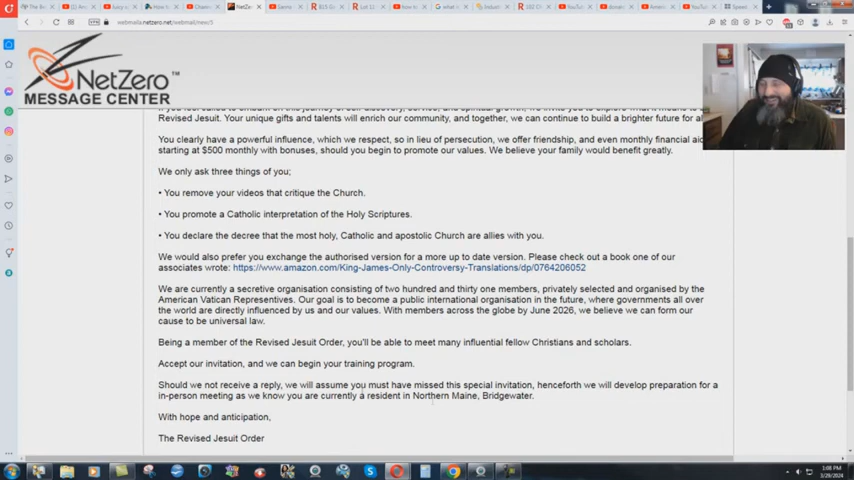 webmaila.netzero.net/webmail/new/5
VPN
NetZero™
MESSAGE CENTER
Revised Jesuit. Your unique gifts and talents will enrich our community, and together, we can continue to build a brighter future for al
You clearly have a powerful influence, which we respect, so in lieu of persecution, we offer friendship, and even monthly financial aid
starting at $500 monthly with bonuses, should you begin to promote our values. We believe your family would benefit greatly.
We only ask three things of you;
• You remove your videos that critique the Church.
• You promote a Catholic interpretation of the Holy Scriptures.
• You declare the decree that the most holy, Catholic and apostolic Church are allies with you.
We would also prefer you exchange the authorised version for a more up to date version. Please check out a book one of our
associates wrote: https://www.amazon.com/King-James-Only-Controversy-Translations/dp/0764206052
We are currently a secretive organisation consisting of two hundred and thirty one members, privately selected and organised by the
American Vatican Representives. Our goal is to become a public international organisation in the future, where governments all over
the world are directly influenced by us and our values. With members across the globe by June 2026, we believe we can form our
cause to be universal law.
Being a member of the Revised Jesuit Order, you'll be able to meet many influential fellow Christians and scholars.
Accept our invitation, and we can begin your training program.
Should we not receive a reply, we will assume you must have missed this special invitation, henceforth we will develop preparation for a
in-person meeting as we know you are currently a resident in Northern Maine, Bridgewater.
With hope and anticipation,
The Revised Jesuit Order
1:08 PM
3/29/2024